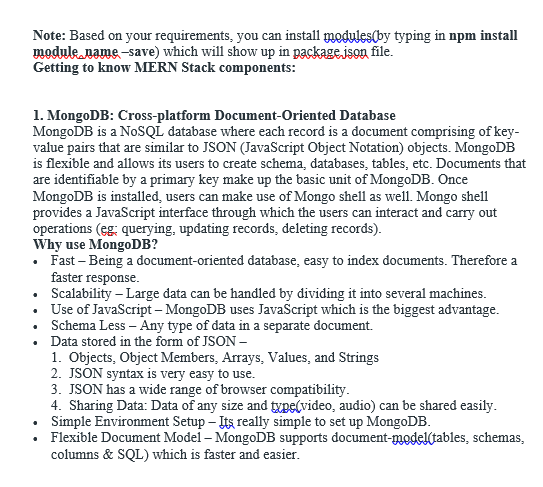 Note: Based on your requirements, you can install modules(by typing in npm install
module_name –save) which will show up in package.json file.
Getting to know MERN Stack components:
1. MongoDB: Cross-platform Document-Oriented Database
MongoDB is a NoSQL database where each record is a document comprising of key-
value pairs that are similar to JSON (JavaScript Object Notation) objects. MongoDB
is flexible and allows its users to create schema, databases, tables, etc. Documents that
are identifiable by a primary key make up the basic unit of MongoDB. Once
MongoDB is installed, users can make use of Mongo shell as well. Mongo shell
provides a JavaScript interface through which the users can interact and carry out
operations (eg: querying, updating records, deleting records).
Why use MongoDB?
• Fast – Being a document-oriented database, easy to index documents. Therefore a
faster response.
• Scalability – Large data can be handled by dividing it into several machines.
• Use of JavaScript – MongoDB uses JavaScript which is the biggest advantage.
• Schema Less – Any type of data in a separate document.
• Data stored in the form of JSON –
1. Objects, Object Members, Arrays, Values, and Strings
2. JSON syntax is very easy to use.
3. JSON has a wide range of browser compatibility.
4. Sharing Data: Data of any size and type(video, audio) can be shared easily.
• Simple Environment Setup – Its really simple to set up MongoDB.
• Flexible Document Model – MongoDB supports document-model(tables, schemas,
columns & SQL) which is faster and easier.